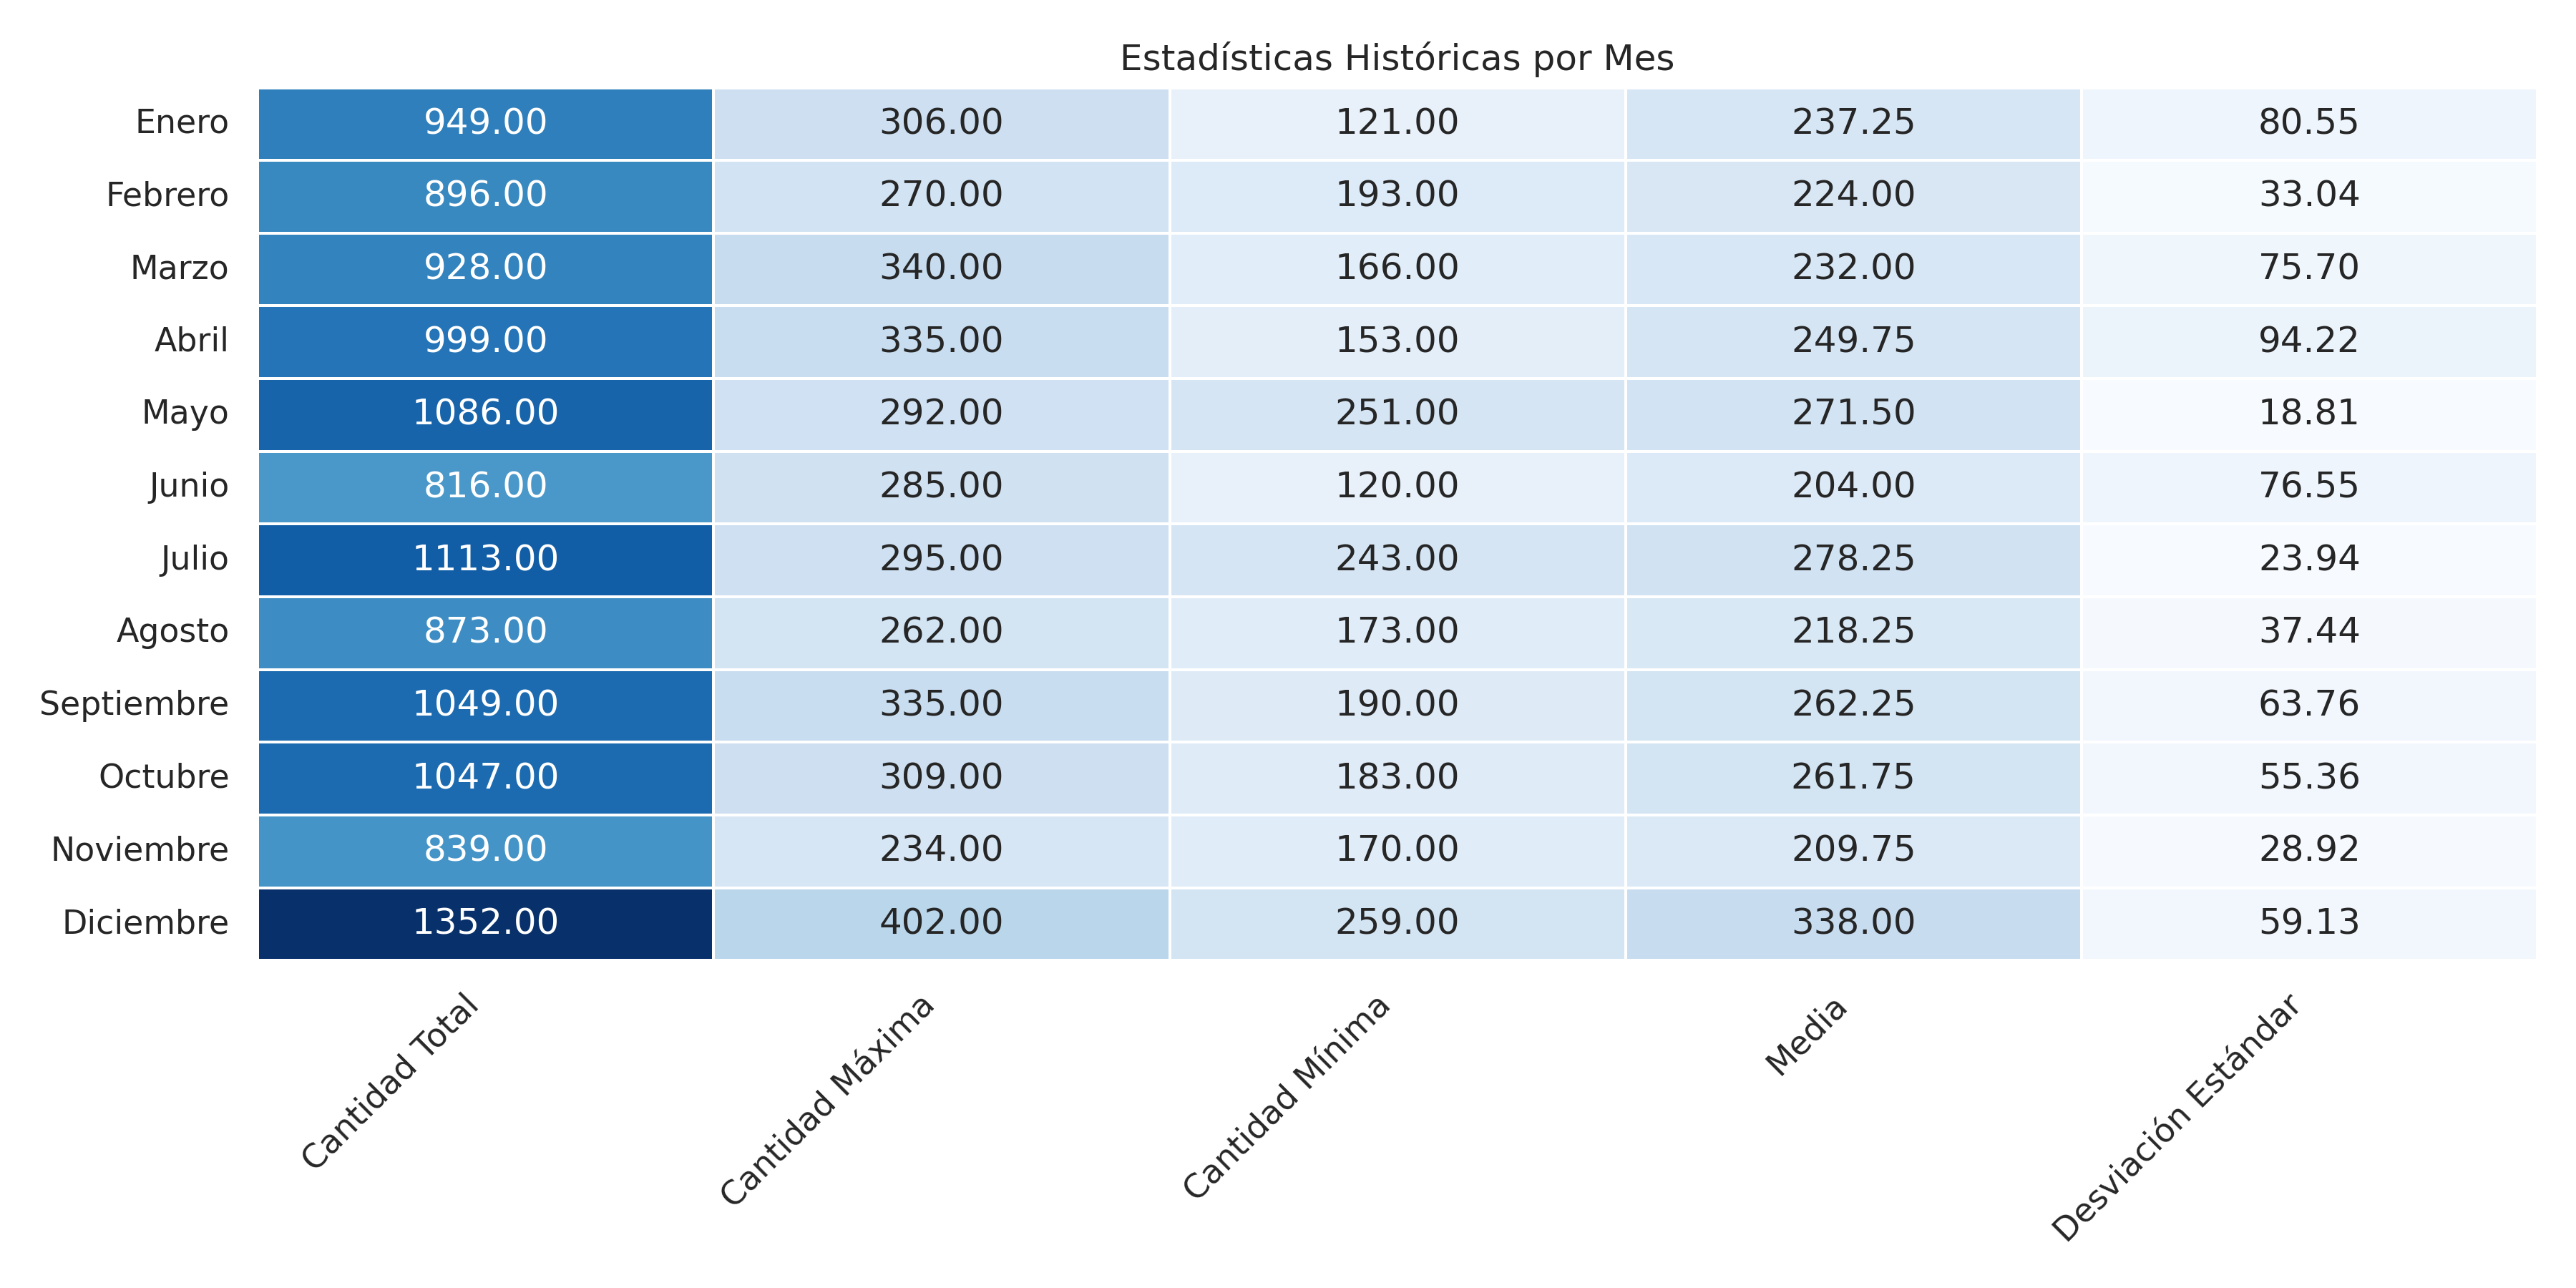 Estadísticas Históricas por Mes
Enero 949.00 306.00 121.00 237.25 80.55
Febrero 896.00 270.00 193.00 224.00 33.04
Marzo 928.00 340.00 166.00 232.00 75.70
Abril 999.00 335.00 153.00 249.75 94.22
Mayo 1086.00 292.00 251.00 271.50 18.81
Junio 816.00 285.00 120.00 204.00 76.55
Julio 1113.00 295.00 243.00 278.25 23.94
Agosto 873.00 262.00 173.00 218.25 37.44
Septiembre 1049.00 335.00 190.00 262.25 63.76
Octubre 1047.00 309.00 183.00 261.75 55.36
Noviembre 839.00 234.00 170.00 209.75 28.92
Diciembre 1352.00 402.00 259.00 338.00 59.13
Cantidad Total
Cantidad Máxima
Cantidad Mínima
Media
Desviación Estándar